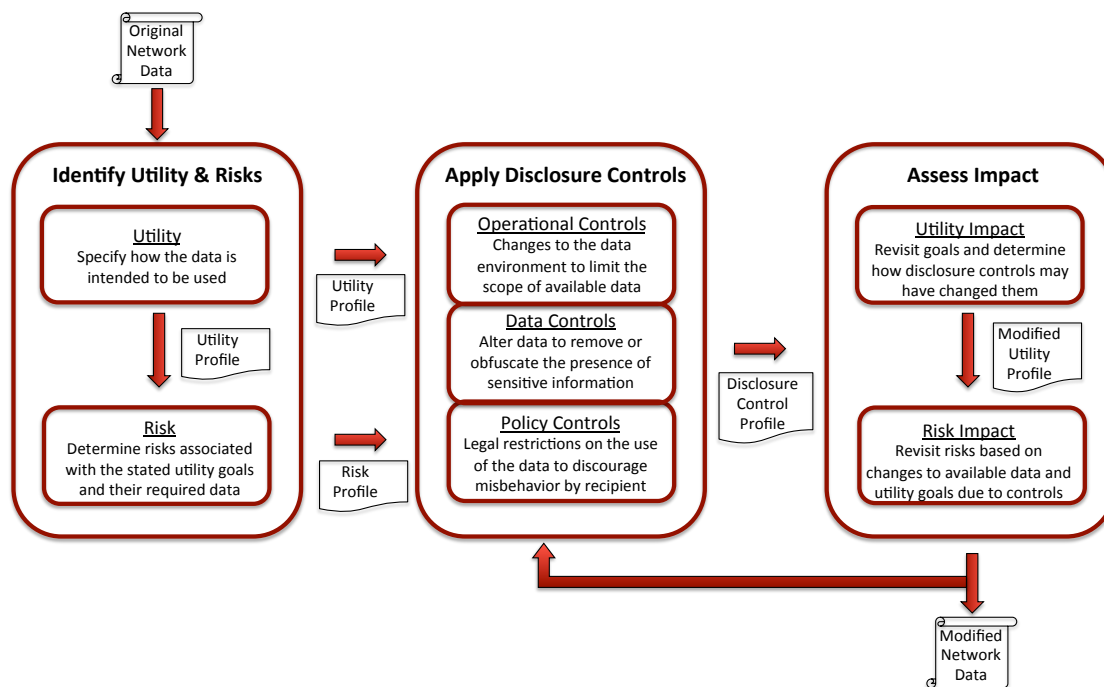 Original
Network
Data
Identify Utility & Risks
Utility
Specify how the data is
intended to be used
Utility
Profile
Risk
Determine risks associated
with the stated utility goals
and their required data
Utility
Profile
Risk
Profile
Apply Disclosure Controls
Operational Controls
Changes to the data
environment to limit the
scope of available data
Data Controls
Alter data to remove or
obfuscate the presence of
sensitive information
Policy Controls
Legal restrictions on the use
of the data to discourage
misbehavior by recipient
Disclosure
Control
Profile
Assess Impact
Utility Impact
Revisit goals and determine
how disclosure controls may
have changed them
Modified
Utility
Profile
Risk Impact
Revisit risks based on
changes to available data and
utility goals due to controls
Modified
Network
Data